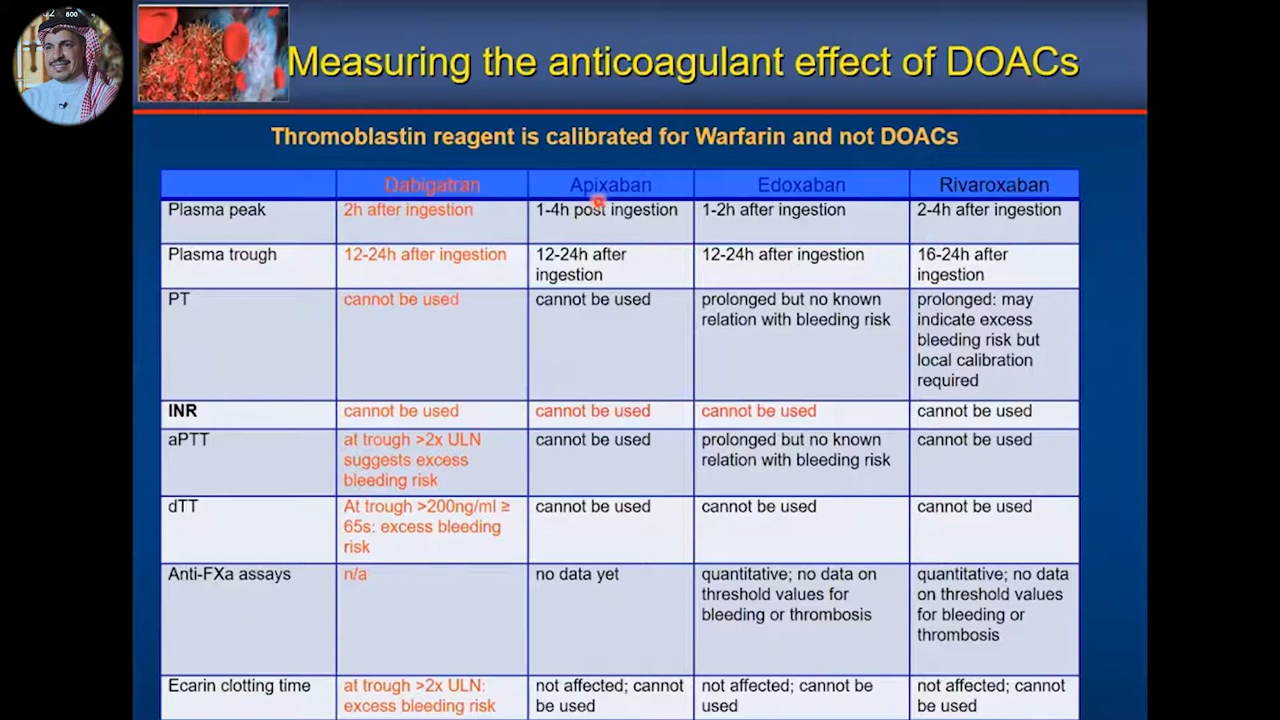 2 800
Measuring the anticoagulant effect of DOACs
Thromoblastin reagent is calibrated for Warfarin and not DOACs
Dabigatran Apixaban Edoxaban Rivaroxaban
Plasma peak 2h after ingestion 1-4h post ingestion 1-2h after ingestion 2-4h after ingestion
Plasma trough 12-24h after ingestion 12-24h after 12-24h after ingestion 16-24h after
ingestion ingestion
PT cannot be used cannot be used prolonged but no known prolonged: may
relation with bleeding risk indicate excess
bleeding risk but
local calibration
required
INR cannot be used cannot be used cannot be used cannot be used
aPTT at trough >2x ULN cannot be used prolonged but no known cannot be used
suggests excess relation with bleeding risk
bleeding risk
dTT At trough >200ng/ml ≥ cannot be used cannot be used cannot be used
65s: excess bleeding
risk
Anti-FXa assays n/a no data yet quantitative; no data on quantitative; no data
threshold values for on threshold values
bleeding or thrombosis for bleeding or
thrombosis
Ecarin clotting time at trough >2x ULN: not affected; cannot not affected; cannot be not affected; cannot
excess bleeding risk be used used be used